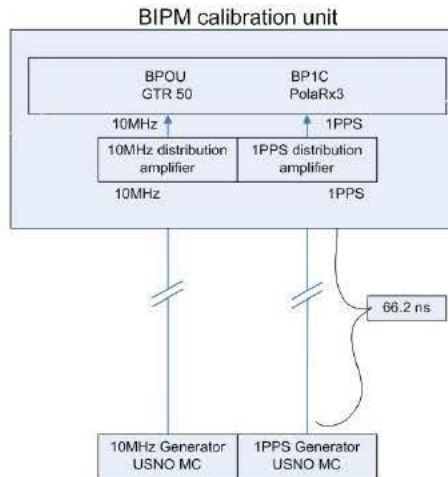 BIPM calibration unit
BPOU
GTR 50
BP1C
PolaRx3
10MHz
1PPS
10MHz distribution
amplifier
1PPS distribution
amplifier
10MHz
1PPS
66.2 ns
10MHz Generator
USNO MC
1PPS Generator
USNO MC